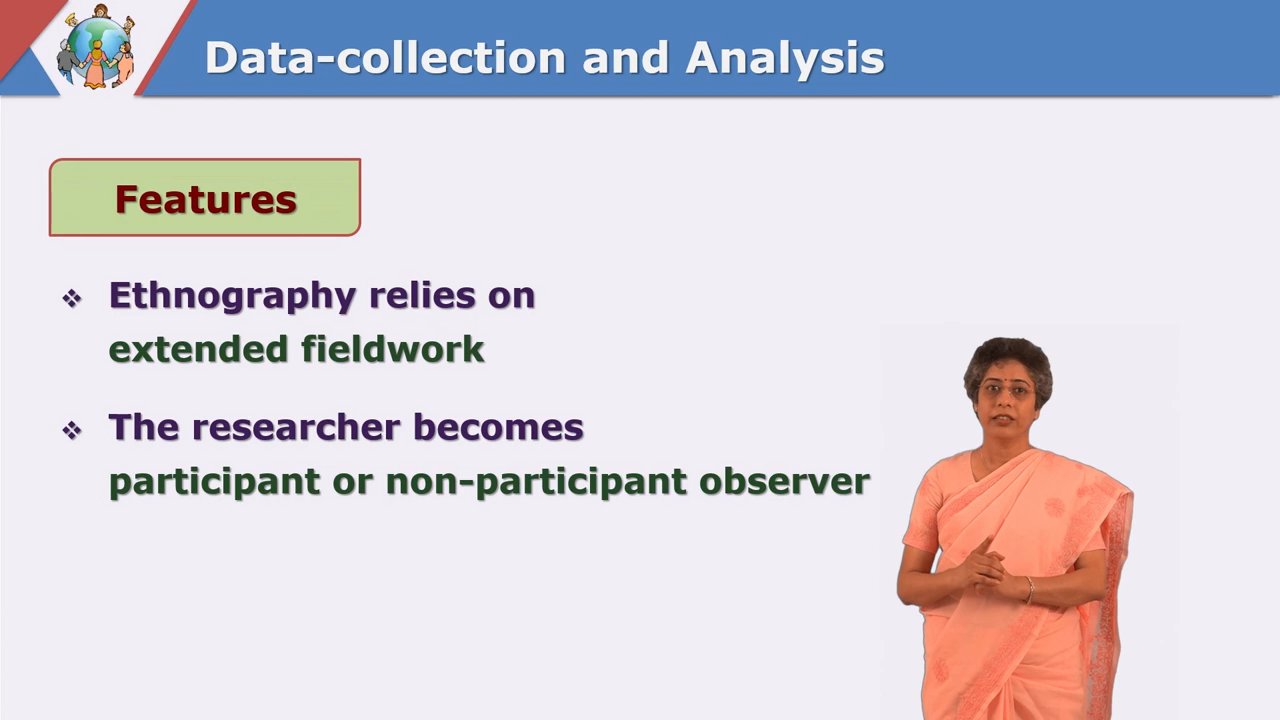 Data-collection and Analysis
Features
Ethnography relies on
extended fieldwork
The researcher becomes
participant or non-participant observer